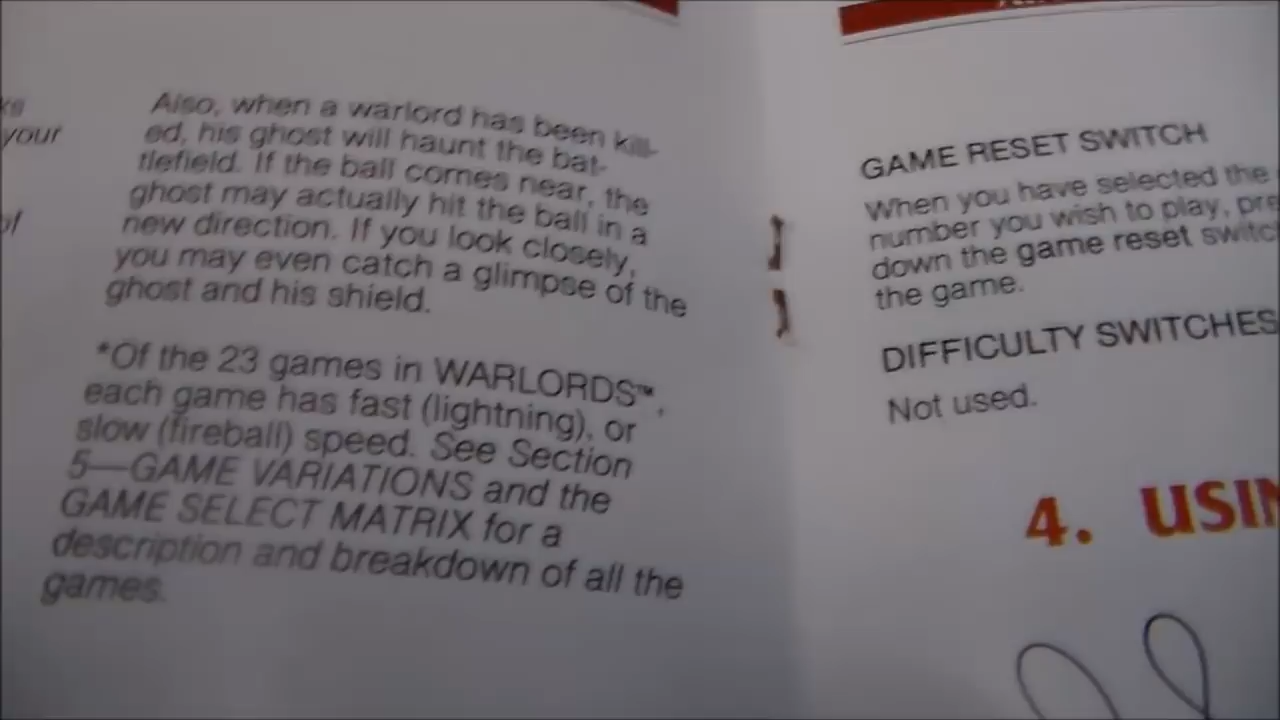 your
of
Also, when a warlord has been kill-
ed, his ghost will haunt the bat-
tlefield. If the ball comes near, the
ghost may actually hit the ball in a
new direction. If you look closely,
you may even catch a glimpse of the
ghost and his shield.
*Of the 23 games in WARLORDS™,
each game has fast (lightning), or
slow (fireball) speed. See Section
5—GAME VARIATIONS and the
GAME SELECT MATRIX for a
description and breakdown of all the
games.
GAME RESET SWITCH
When you have selected the
number you wish to play, pre
down the game reset switc
the game.
DIFFICULTY SWITCHES
Not used.
4. USIN